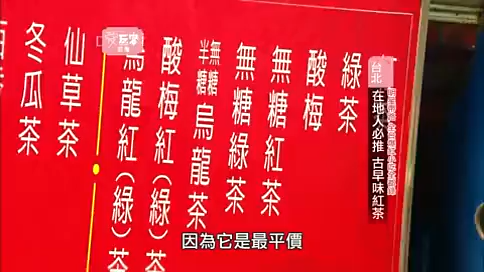 綠茶
酸梅
無糖紅茶
無糖綠茶
無糖
半糖 烏龍茶
酸梅紅(綠)茶
烏龍紅(綠)茶
仙草茶
冬瓜茶
台北
在地人必推 古早味紅茶
因為它是最平價